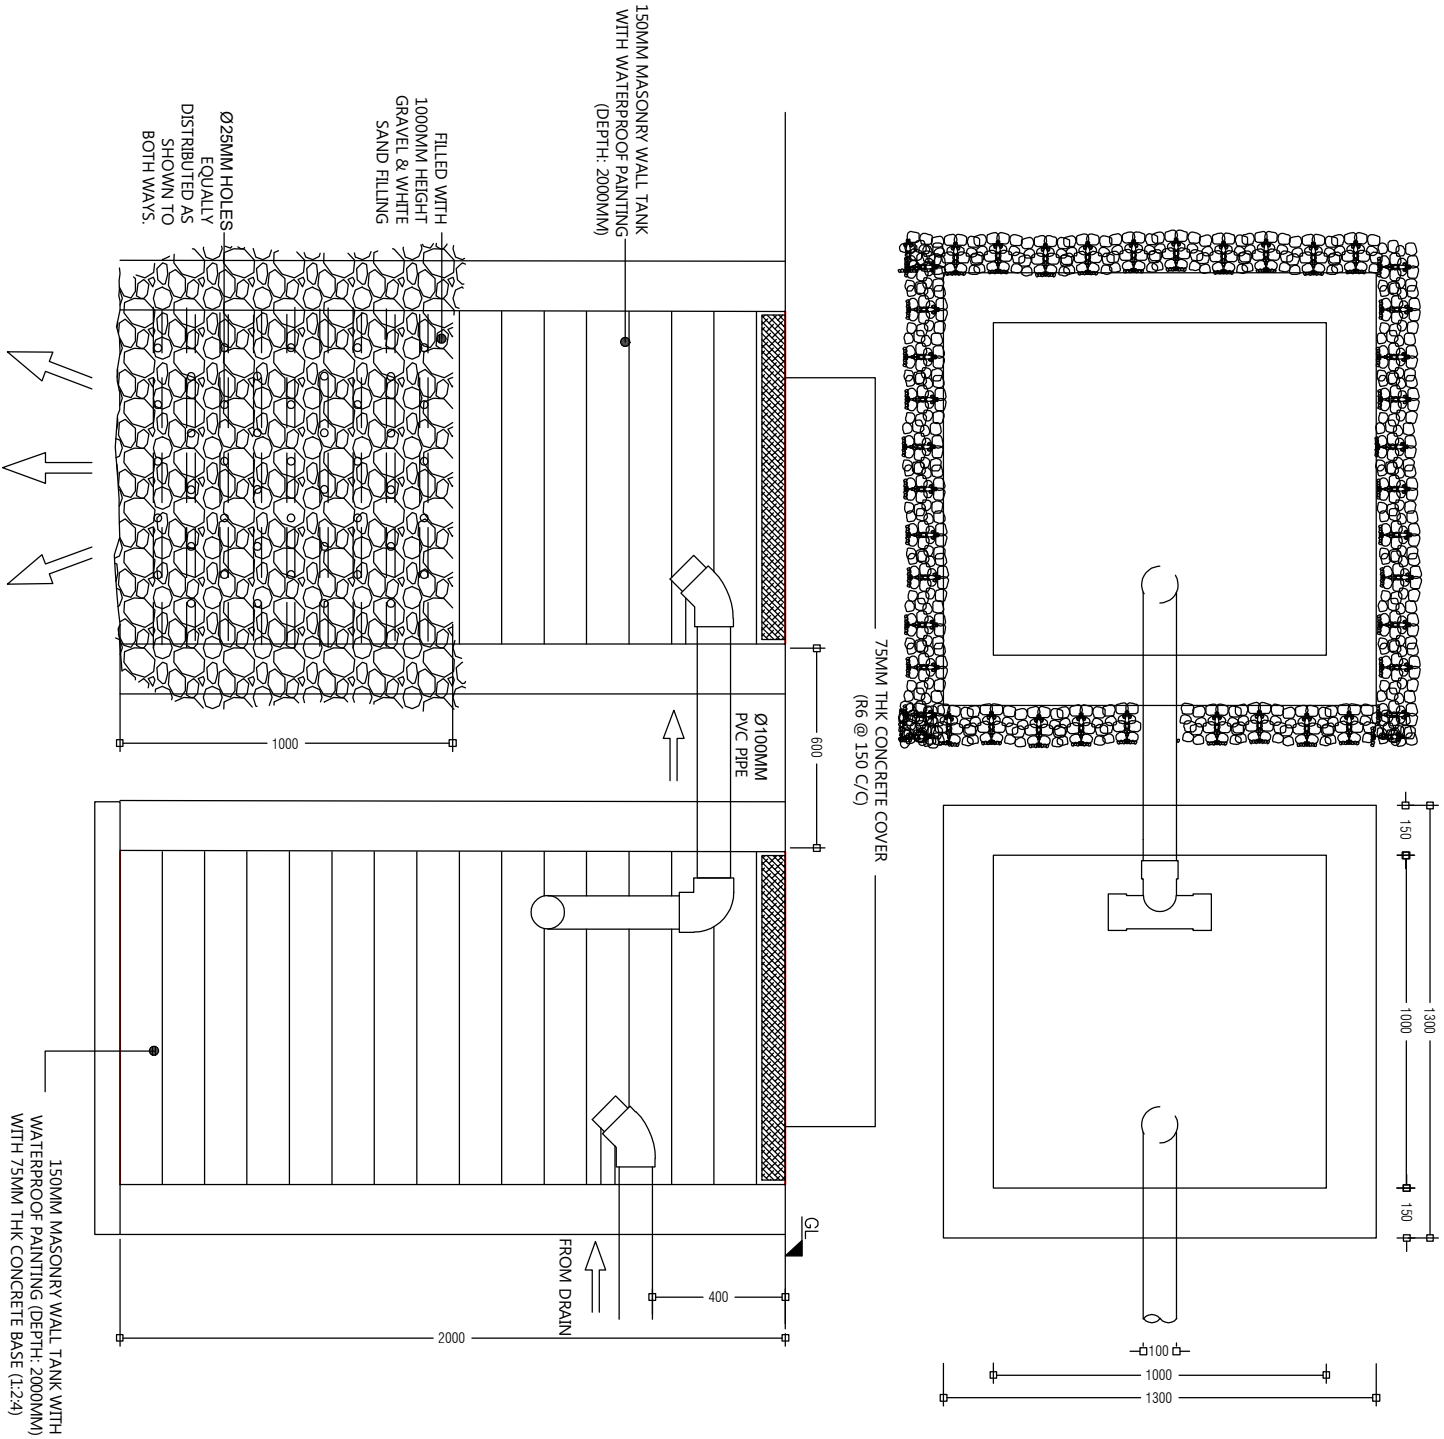 150MM MASONRY WALL TANK
WITH WATERPROOF PAINTING
(DEPTH: 2000MM)
FILLED WITH
1000MM HEIGHT
GRAVEL & WHITE
SAND FILLING
Ø25MM HOLES
EQUALLY
DISTRIBUTED AS
SHOWN TO
BOTH WAYS.
75MM THK CONCRETE COVER
(R6 @ 150 C/C)
Ø100MM
PVC PIPE
600
1000
GL
FROM DRAIN
400
2000
150MM MASONRY WALL TANK WITH
WATERPROOF PAINTING (DEPTH: 2000MM)
WITH 75MM THK CONCRETE BASE (1:2:4)
1300
150
1000
150
100
1000
1300